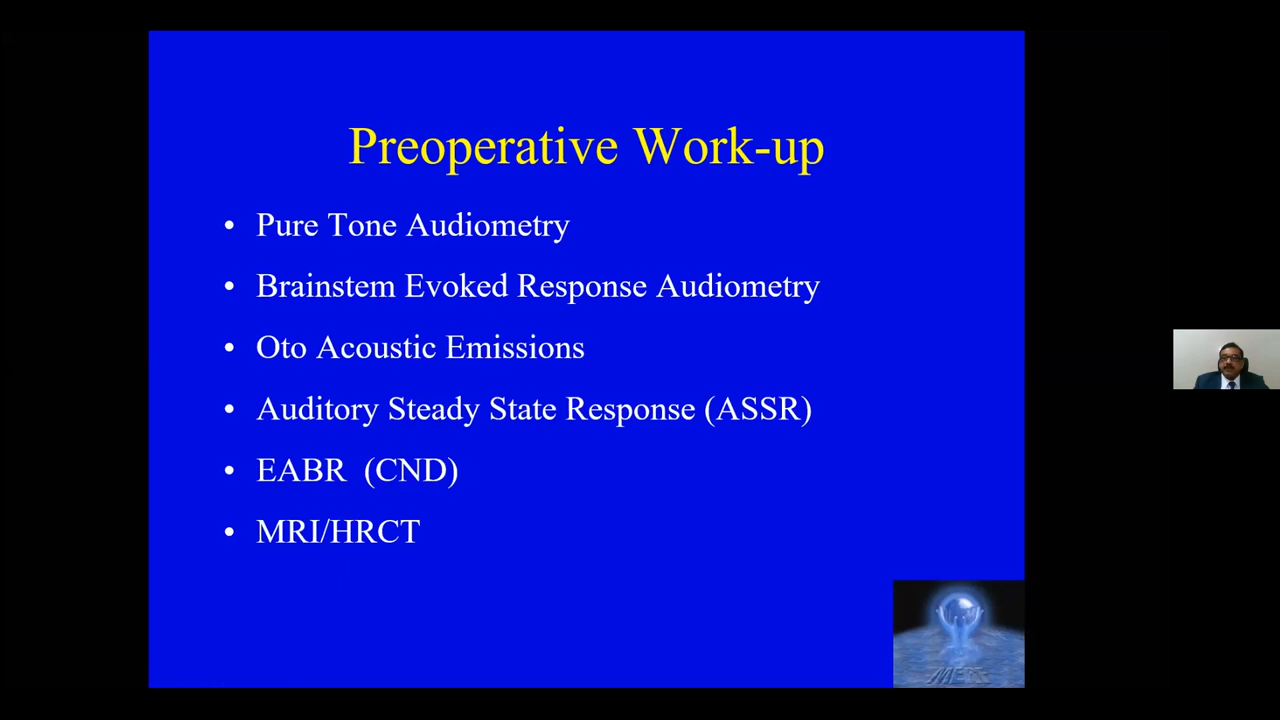 Preoperative Work-up
• Pure Tone Audiometry
• Brainstem Evoked Response Audiometry
• Oto Acoustic Emissions
• Auditory Steady State Response (ASSR)
• EABR (CND)
• MRI/HRCT